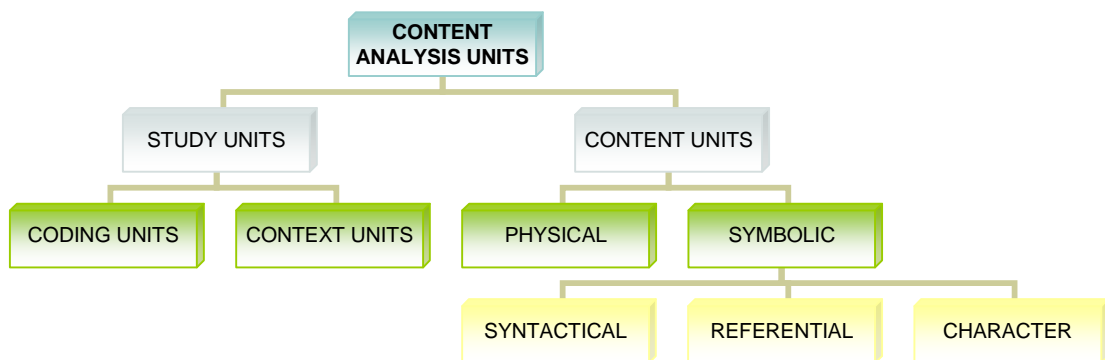 CONTENT
ANALYSIS UNITS
STUDY UNITS
CONTENT UNITS
CODING UNITS
CONTEXT UNITS
PHYSICAL
SYMBOLIC
SYNTACTICAL
REFERENTIAL
CHARACTER